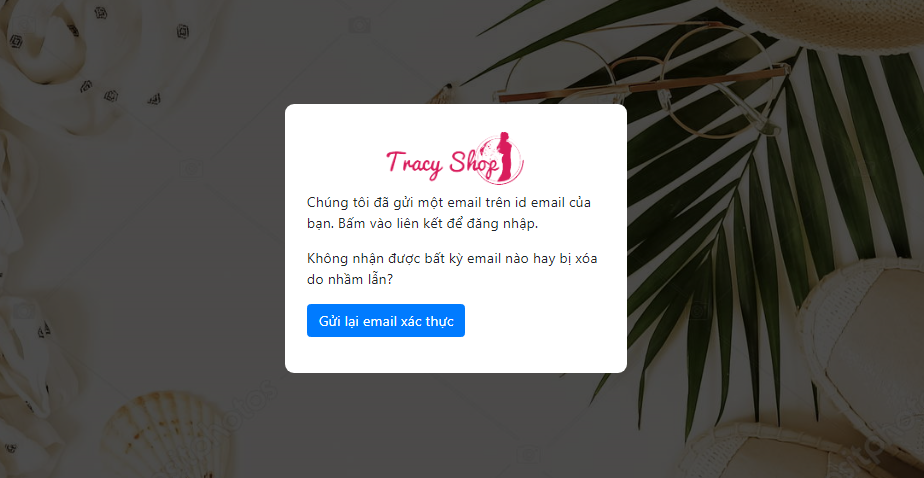 Tracy Shop
Chúng tôi đã gửi một email trên id email của
bạn. Bấm vào liên kết để đăng nhập.
Không nhận được bất kỳ email nào hay bị xóa
do nhầm lẫn?
Gửi lại email xác thực